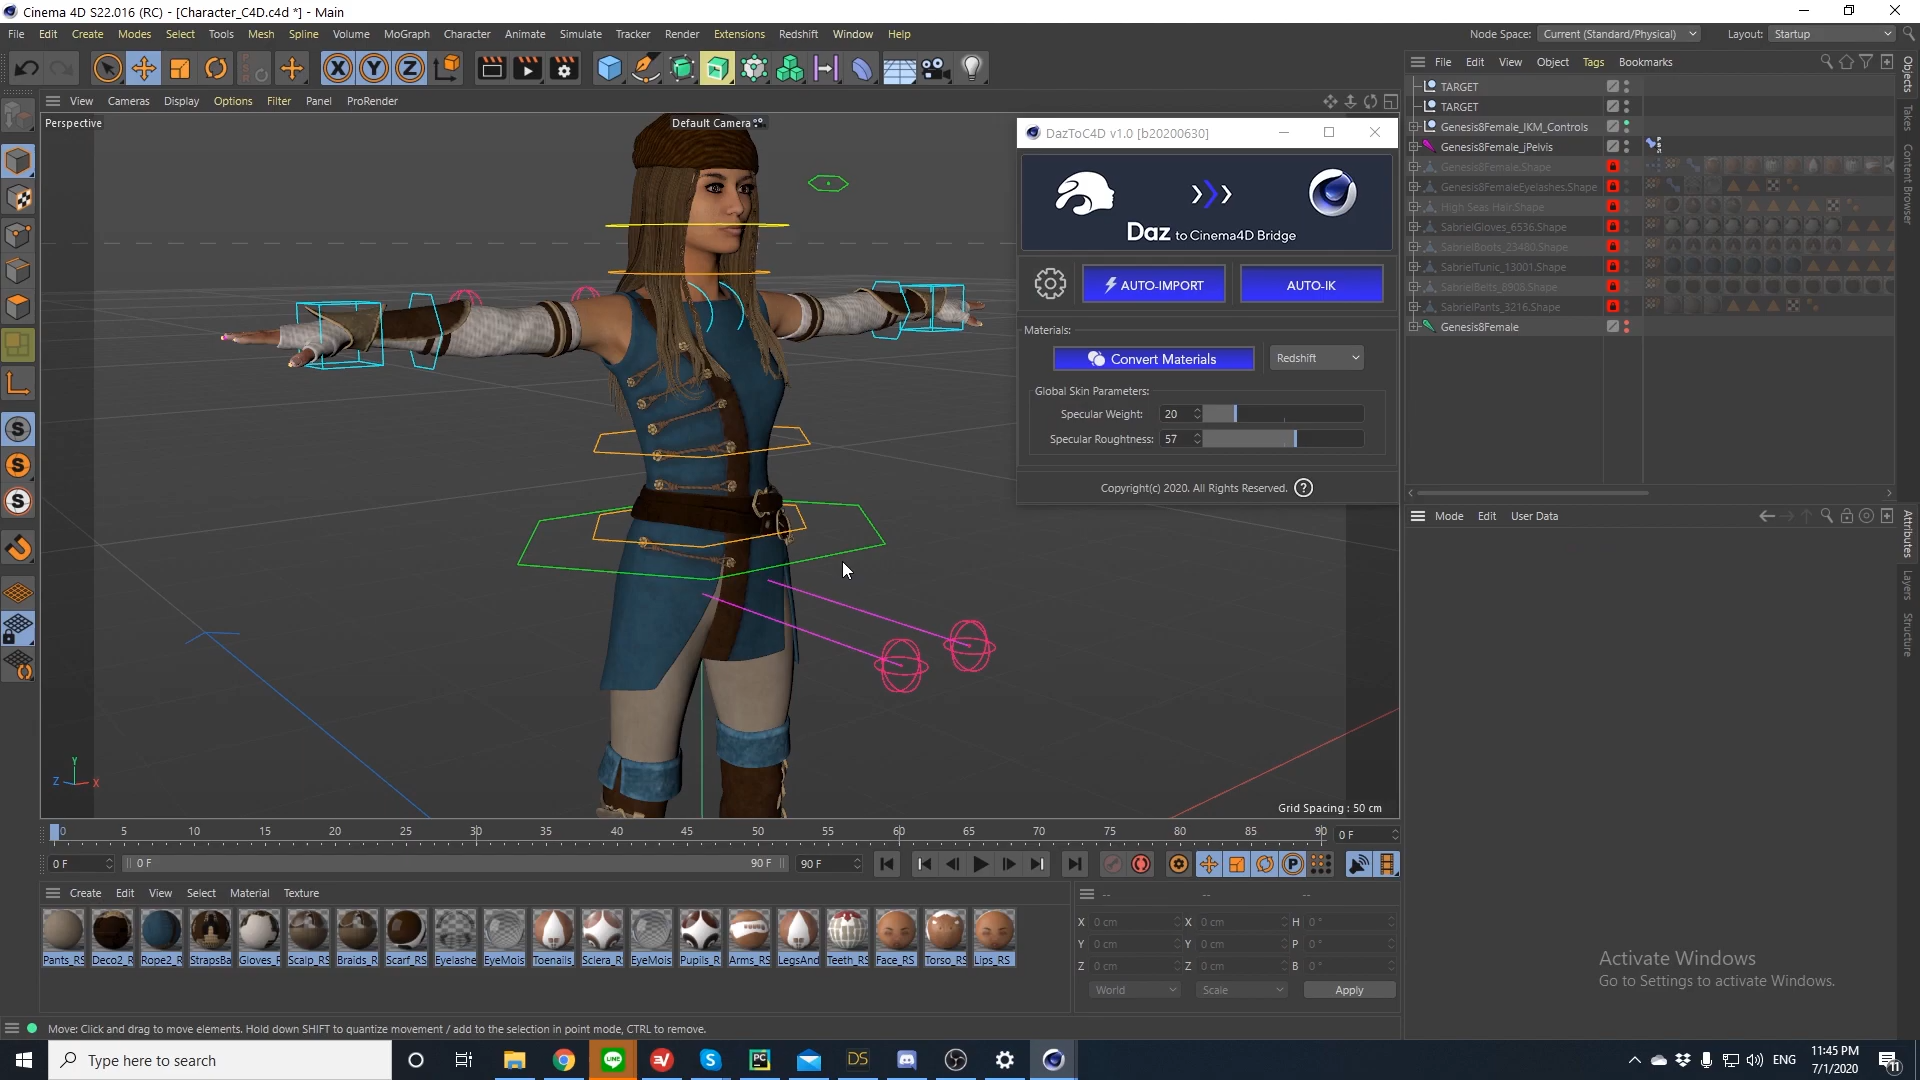 Cinema 4D S22.016 (RC) - [Character_C4D.c4d *] - Main
File Edit Create Modes Select Tools Mesh Spline Volume MoGraph Character Animate Simulate Tracker Render Extensions Redshift Window Help
Node Space: Current (Standard/Physical) Layout: Startup
View Cameras Display Options Filter Panel ProRender
Perspective
Default Camera
File Edit View Object Tags Bookmarks
TARGET
TARGET
Genesis8Female_IKM_Controls
Genesis8Female_jPelvis
Genesis8Female.Shape
Genesis8FemaleEyelashes.Shape
High Seas Hair.Shape
SabrielGloves_6536.Shape
SabrielBoots_23480.Shape
SabrielTunic_13001.Shape
SabrielBelts_8908.Shape
SabrielPants_3216.Shape
Genesis8Female
Objects
Takes
Content Browser
DazToC4D v1.0 [b20200630]
Daz to Cinema4D Bridge
AUTO-IMPORT
AUTO-IK
Materials:
Convert Materials
Redshift
Global Skin Parameters:
Specular Weight: 20
Specular Roughness: 57
Copyright(c) 2020. All Rights Reserved. ?
Mode Edit User Data
Attributes
Layers
Structure
Y
Z X
Grid Spacing : 50 cm
0 5 10 15 20 25 30 35 40 45 50 55 60 65 70 75 80 85 90 0 F
0 F 0 F 90 F 90 F
Create Edit View Select Material Texture
Pants_RS Deco2_R Rope2_R StrapsBa Gloves_R Scalp_RS Braids_R Scarf_RS Eyelashe EyeMois Toenails_ Sclera_R EyeMois Pupils_R Arms_RS LegsAnd Teeth_RS Face_RS Torso_RS Lips_RS
-- -- --
X 0 cm X 0 cm H 0 °
Y 0 cm Y 0 cm P 0 °
Z 0 cm Z 0 cm B 0 °
World Scale Apply
Activate Windows
Go to Settings to activate Windows.
Move: Click and drag to move elements. Hold down SHIFT to quantize movement / add to the selection in point mode, CTRL to remove.
Type here to search
ENG
11:45 PM
7/1/2020
11